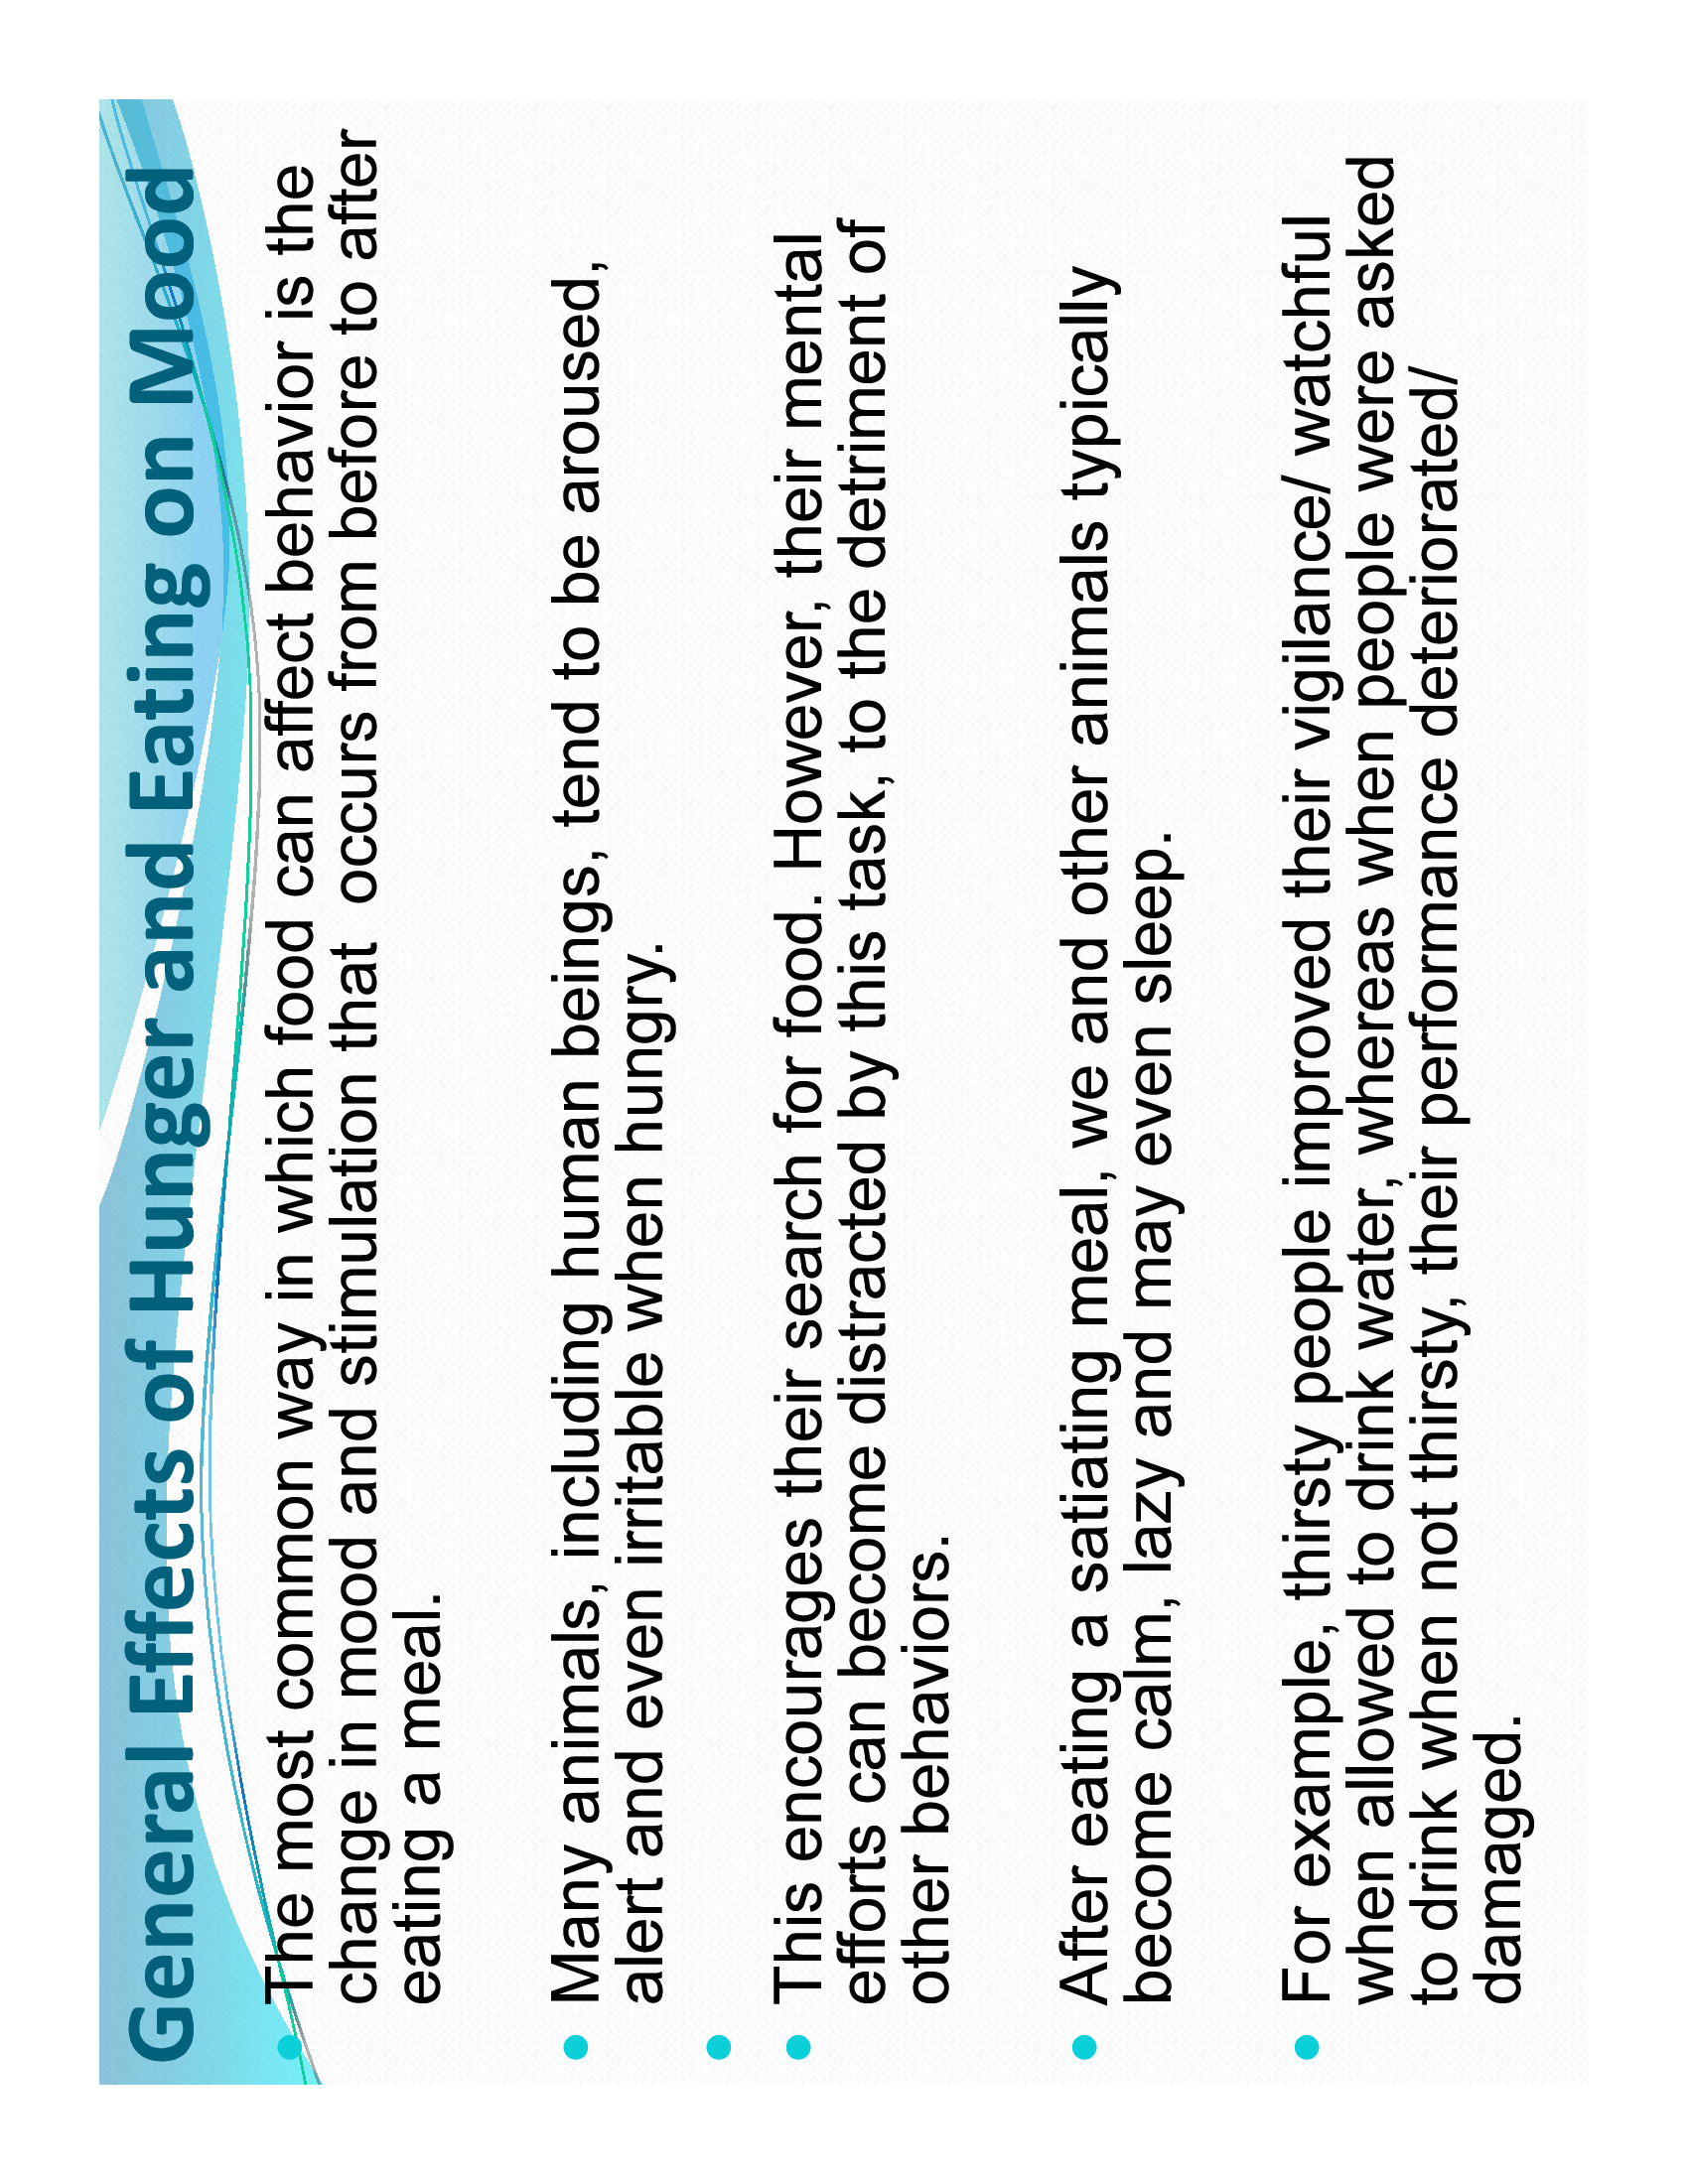 General Effects of Hunger and Eating on Mood
• The most common way in which food can affect behavior is the
change in mood and stimulation that  occurs from before to after
eating a meal.
• Many animals, including human beings, tend to be aroused,
alert and even irritable when hungry.
•
• This encourages their search for food. However, their mental
efforts can become distracted by this task, to the detriment of
other behaviors.
• After eating a satiating meal, we and other animals typically
become calm, lazy and may even sleep.
• For example, thirsty people improved their vigilance/ watchful
when allowed to drink water, whereas when people were asked
to drink when not thirsty, their performance deteriorated/
damaged.